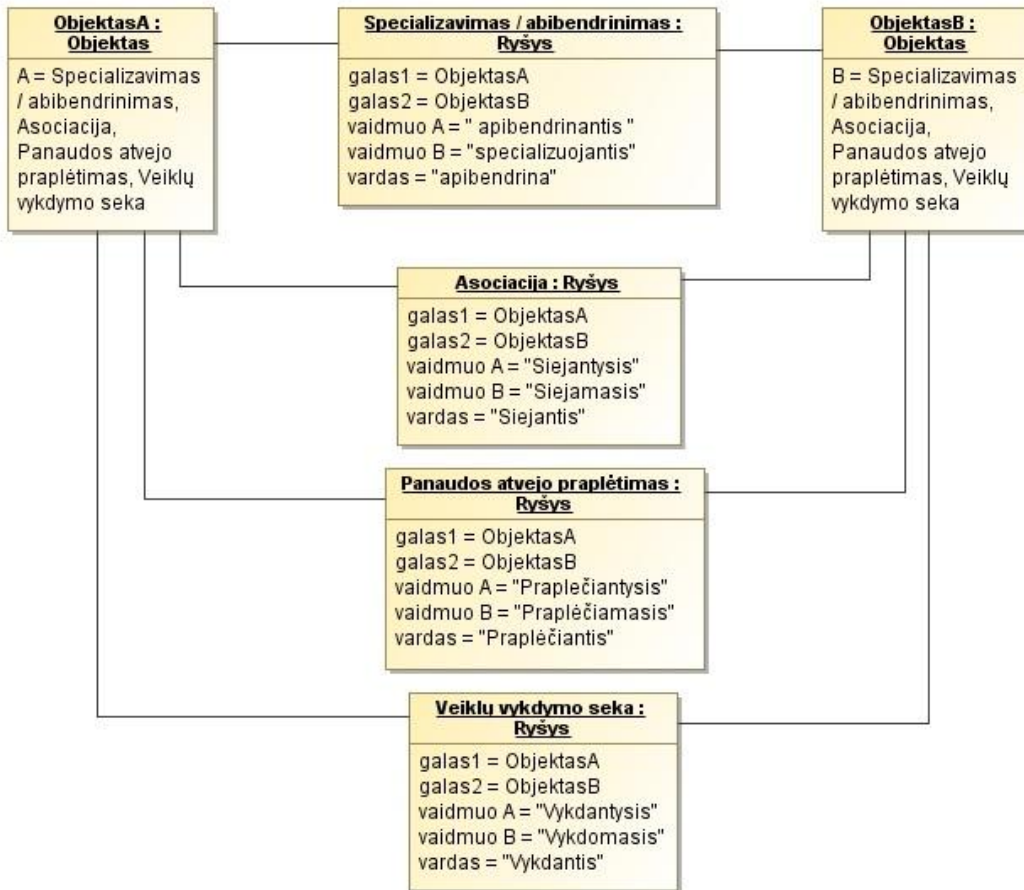 ObjektasA :
Objektas
A = Specializavimas
/ abibendrinimas,
Asociacija,
Panaudos atvejo
praplėtimas, Veiklų
vykdymo seka
Specializavimas / abibendrinimas :
Ryšys
galas1 = ObjektasA
galas2 = ObjektasB
vaidmuo A = " apibendrinantis "
vaidmuo B = "specializuojantis"
vardas = "apibendrina"
ObjektasB :
Objektas
B = Specializavimas
/ abibendrinimas,
Asociacija,
Panaudos atvejo
praplėtimas, Veiklų
vykdymo seka
Asociacija : Ryšys
galas1 = ObjektasA
galas2 = ObjektasB
vaidmuo A = "Siejantysis"
vaidmuo B = "Siejamasis"
vardas = "Siejantis"
Panaudos atvejo praplėtimas :
Ryšys
galas1 = ObjektasA
galas2 = ObjektasB
vaidmuo A = "Praplečiantysis"
vaidmuo B = "Praplėčiamasis"
vardas = "Praplėčiantis"
Veiklų vykdymo seka :
Ryšys
galas1 = ObjektasA
galas2 = ObjektasB
vaidmuo A = "Vykdantysis"
vaidmuo B = "Vykdomasis"
vardas = "Vykdantis"